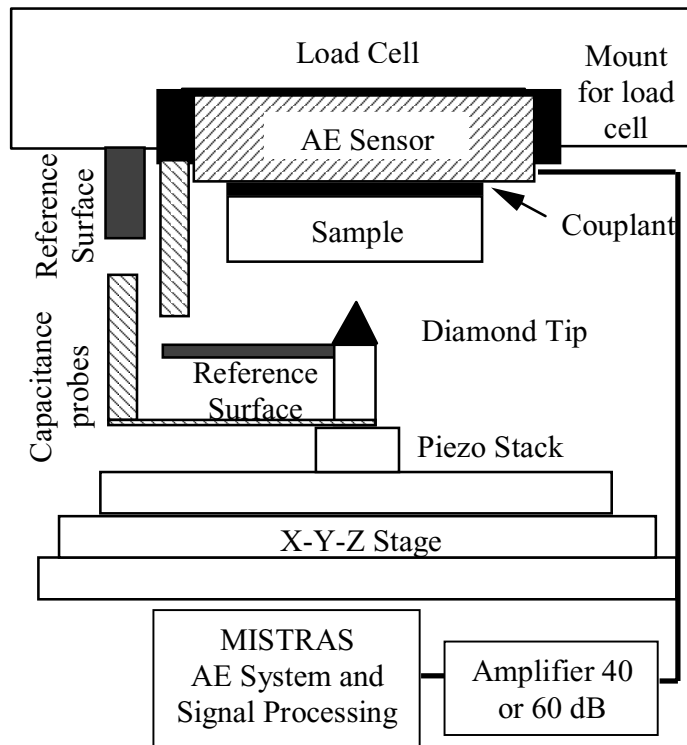 Load Cell
Mount
for load
cell
AE Sensor
Reference
Surface
Couplant
Sample
Capacitance
probes
Diamond Tip
Reference
Surface
Piezo Stack
X-Y-Z Stage
MISTRAS
AE System and
Signal Processing
Amplifier 40
or 60 dB